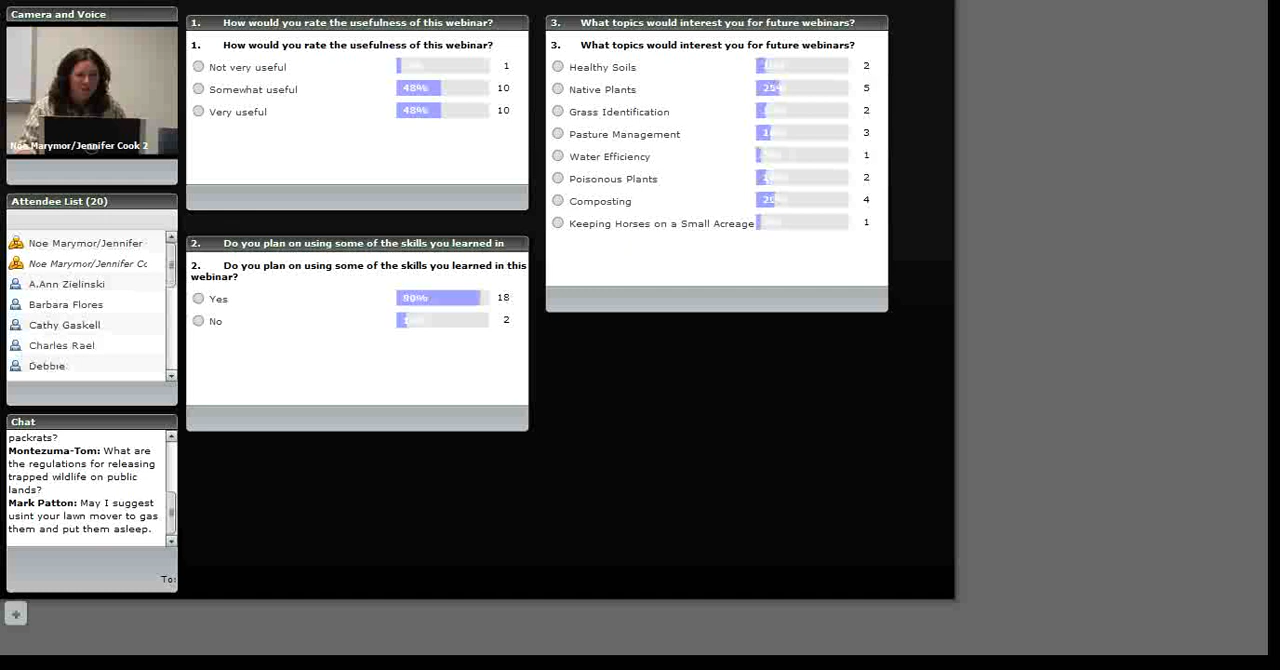 Camera and Voice
Noe Marymor/Jennifer Cook 2
Attendee List (20)
Noe Marymor/Jennifer
Noe Marymor/Jennifer Co
A.Ann Zielinski
Barbara Flores
Cathy Gaskell
Charles Rael
Debbie
Chat
packrats?
Montezuma-Tom: What are
the regulations for releasing
trapped wildlife on public
lands?
Mark Patton: May I suggest
usint your lawn mover to gas
them and put them asleep.
To:
1. How would you rate the usefulness of this webinar?
1. How would you rate the usefulness of this webinar?
Not very useful 1
Somewhat useful 48% 10
Very useful 48% 10
2. Do you plan on using some of the skills you learned in
2. Do you plan on using some of the skills you learned in this
webinar?
Yes 90% 18
No 2
3. What topics would interest you for future webinars?
3. What topics would interest you for future webinars?
Healthy Soils 2
Native Plants 25% 5
Grass Identification 2
Pasture Management 3
Water Efficiency 1
Poisonous Plants 2
Composting 20% 4
Keeping Horses on a Small Acreage 1